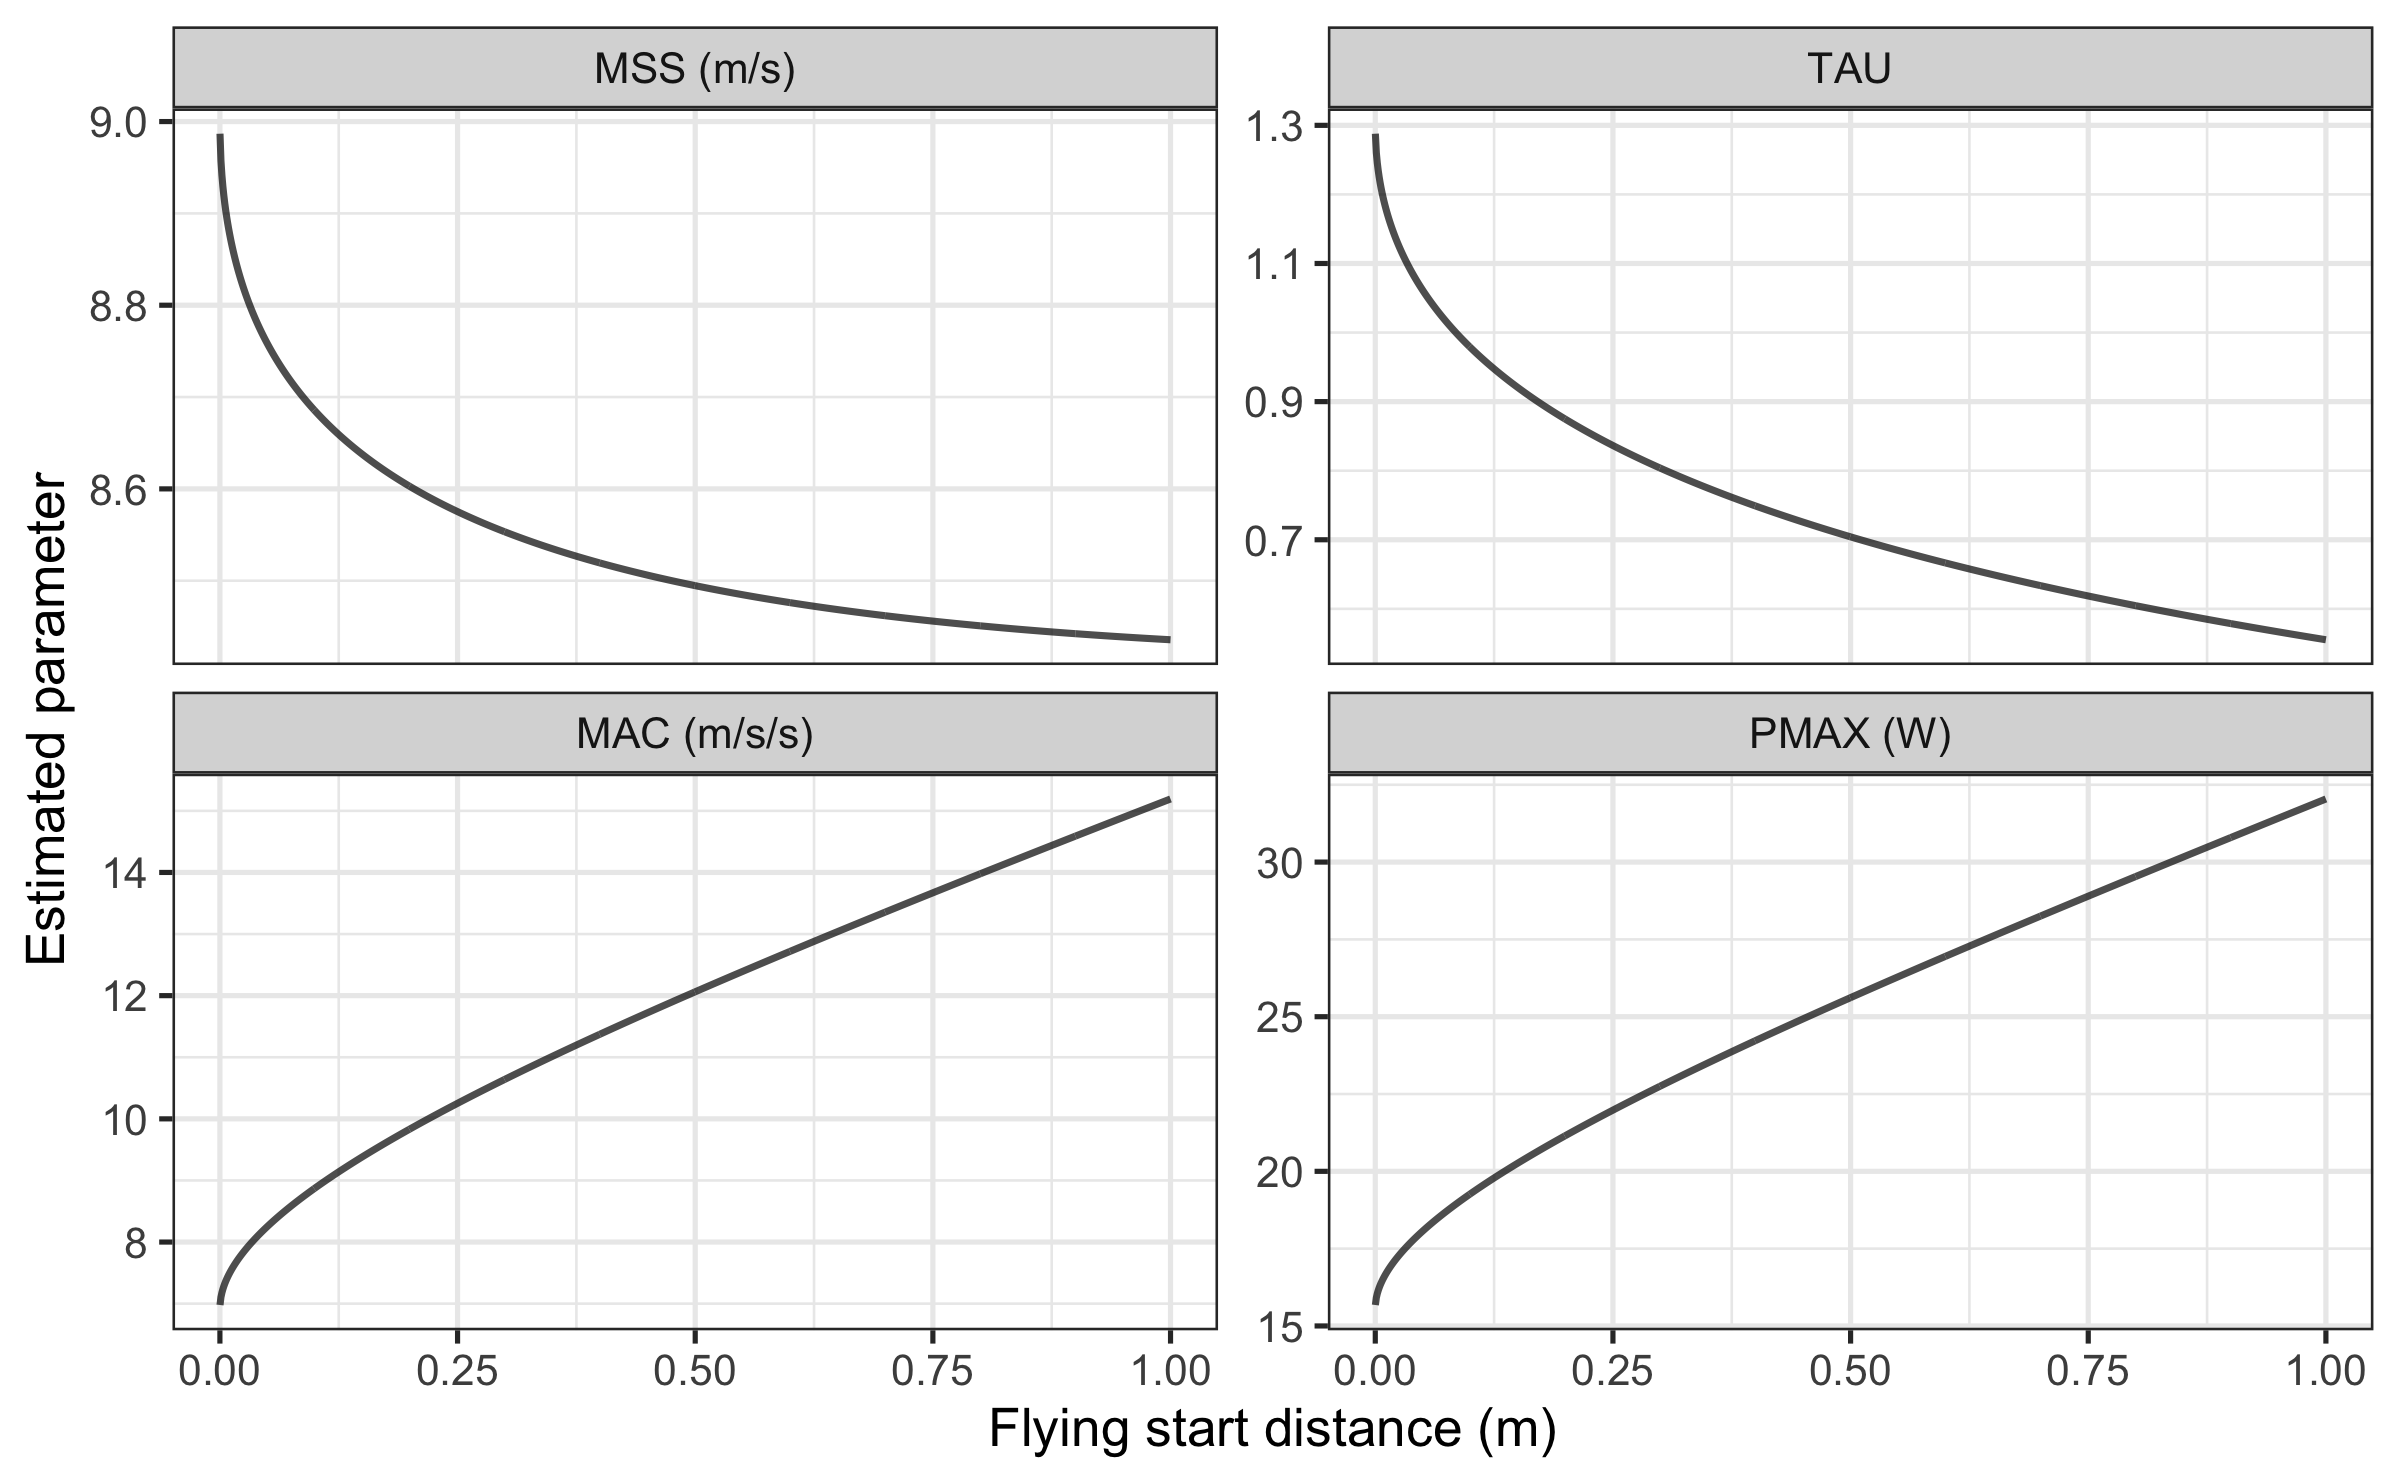 MSS (m/s)
TAU
9.0
8.8
8.6
1.3
1.1
0.9
0.7
Estimated parameter
MAC (m/s/s)
PMAX (W)
14
12
10
8
30
25
20
15
0.00 0.25 0.50 0.75 1.00
0.00 0.25 0.50 0.75 1.00
Flying start distance (m)